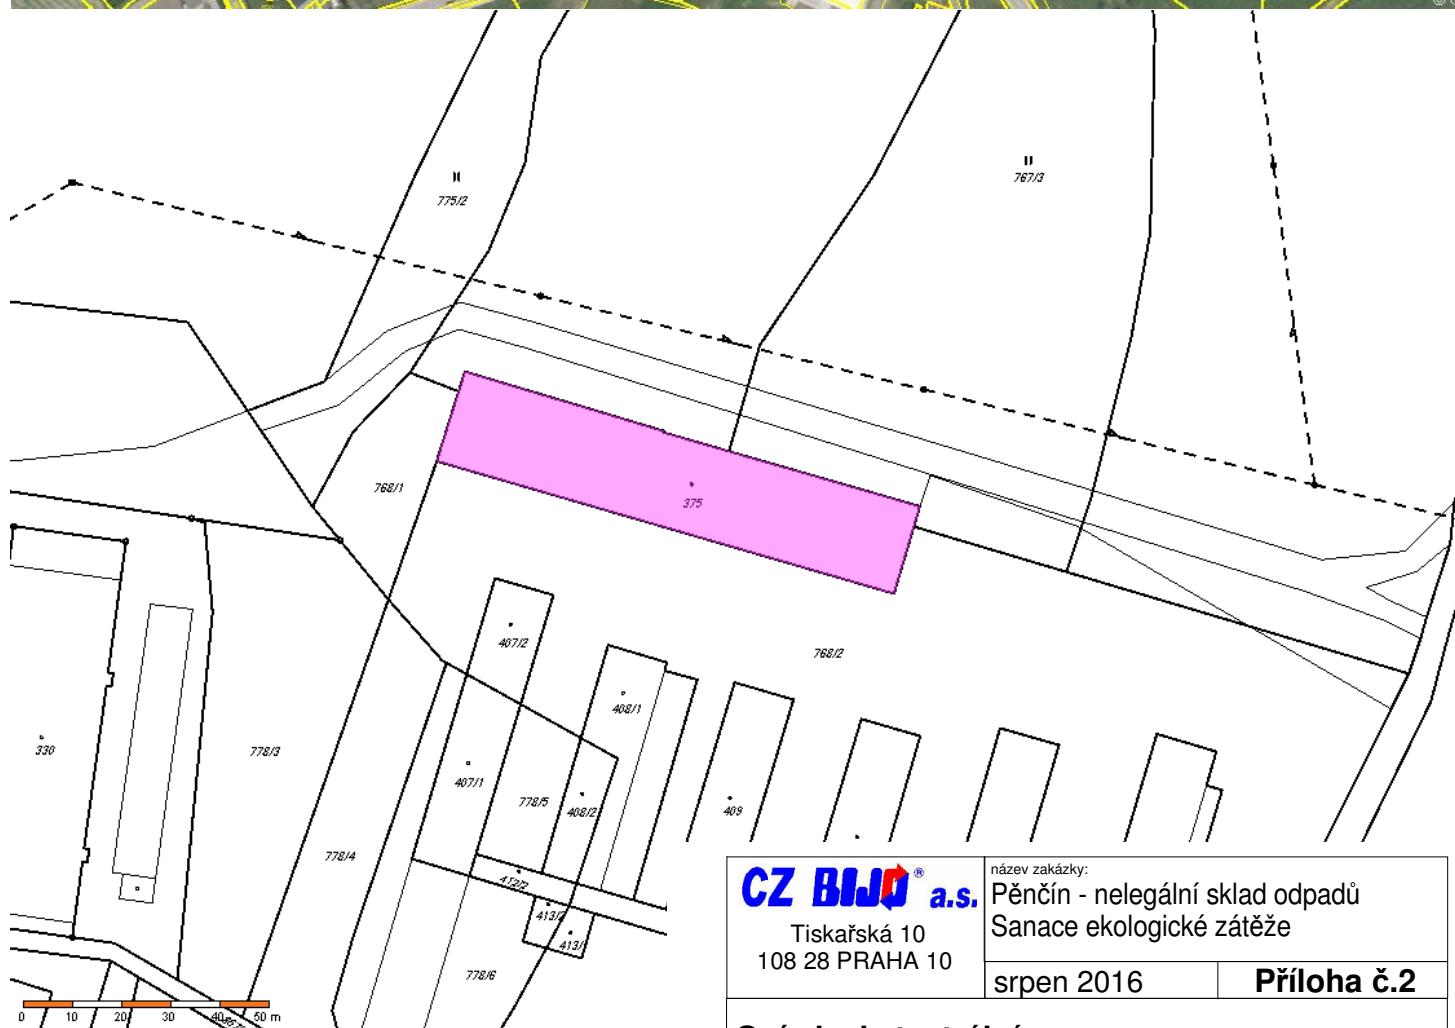 775/2
767/3
768/1
375
407/2
768/2
408/1
330
778/3
407/1
778/5
408/2
409
778/4
412/2
413/2
413/
778/6
0 10 20 30 40 50 m
CZ BIJO® a.s.
Tiskařská 10
108 28 PRAHA 10
název zakázky:
Pěnčín - nelegální sklad odpadů
Sanace ekologické zátěže
srpen 2016
Příloha č.2